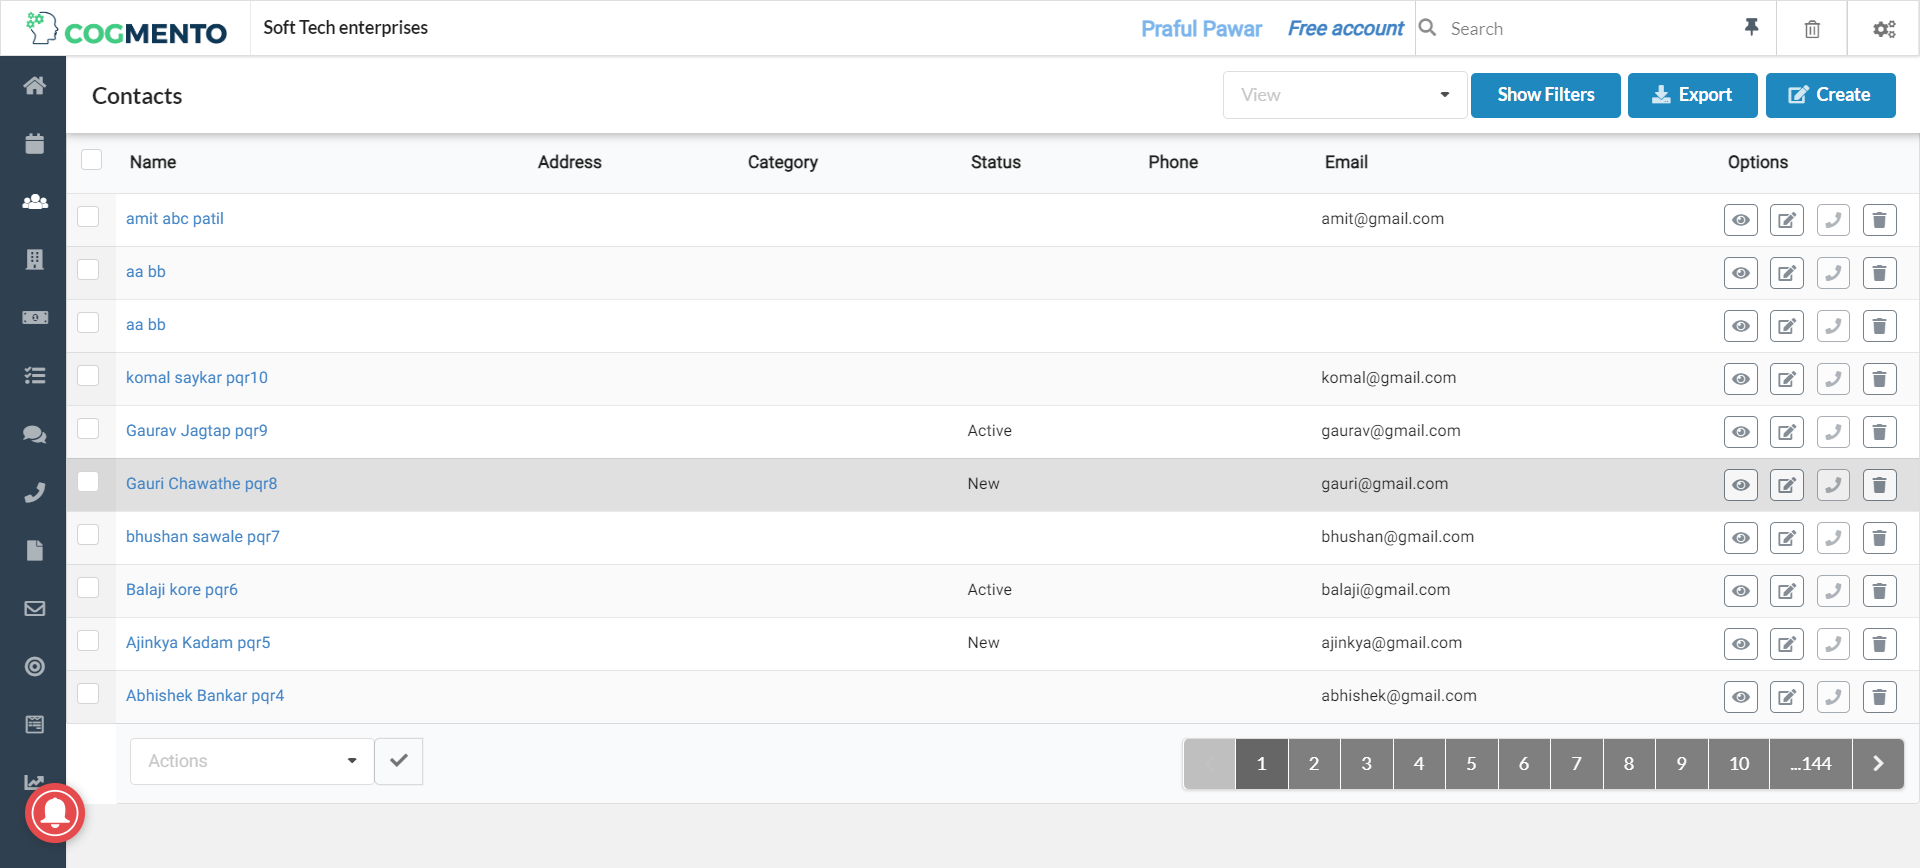 COGMENTO Soft Tech enterprises Praful Pawar Free account Search
Contacts View Show Filters Export Create
Name Address Category Status Phone Email Options
amit abc patil amit@gmail.com
aa bb
aa bb
komal saykar pqr10 komal@gmail.com
Gaurav Jagtap pqr9 Active gaurav@gmail.com
Gauri Chawathe pqr8 New gauri@gmail.com
bhushan sawale pqr7 bhushan@gmail.com
Balaji kore pqr6 Active balaji@gmail.com
Ajinkya Kadam pqr5 New ajinkya@gmail.com
Abhishek Bankar pqr4 abhishek@gmail.com
Actions 1 2 3 4 5 6 7 8 9 10 ...144